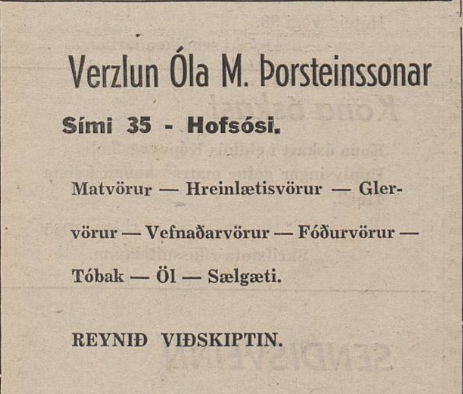 Verzlun Óla M. Þorsteinssonar
Sími 35 - Hofsósi.
Matvörur — Hreinlætisvörur — Gler-
vörur — Vefnaðarvörur — Fóðurvörur —
Tóbak — Öl — Sælgæti.
REYNIÐ VIÐSKIPTIN.